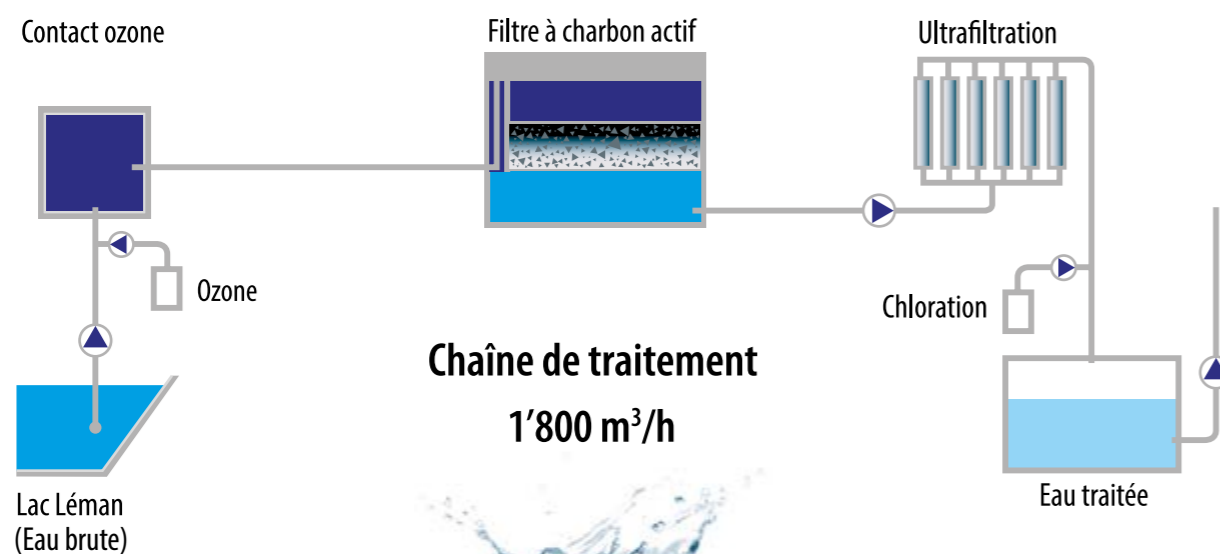 Contact ozone
Filtre à charbon actif
Ultrafiltration
Ozone
Chloration
Chaîne de traitement
1’800 m³/h
Lac Léman
(Eau brute)
Eau traitée